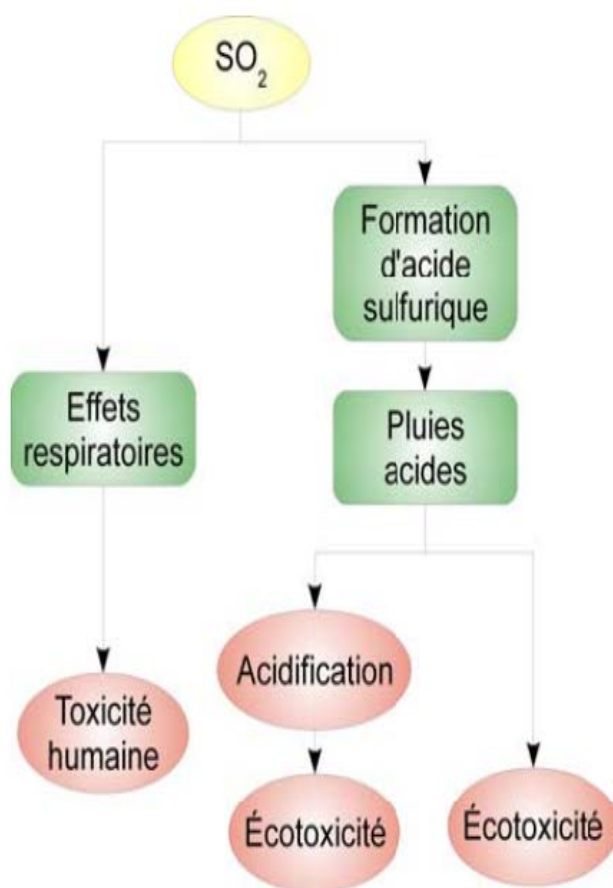 SO2
Formation
d'acide
sulfurique
Effets
respiratoires
Pluies
acides
Acidification
Toxicité
humaine
Écotoxicité
Écotoxicité